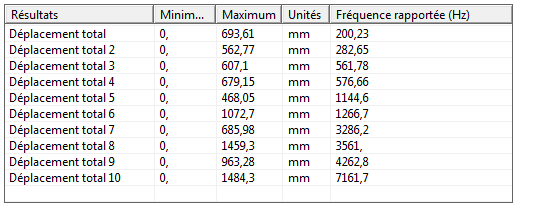 Résultats Minim... Maximum Unités Fréquence rapportée (Hz)
Déplacement total 0, 693,61 mm 200,23
Déplacement total 2 0, 562,77 mm 282,65
Déplacement total 3 0, 607,1 mm 561,78
Déplacement total 4 0, 679,15 mm 576,66
Déplacement total 5 0, 468,05 mm 1144,6
Déplacement total 6 0, 1072,7 mm 1266,7
Déplacement total 7 0, 685,98 mm 3286,2
Déplacement total 8 0, 1459,3 mm 3561,
Déplacement total 9 0, 963,28 mm 4262,8
Déplacement total 10 0, 1484,3 mm 7161,7